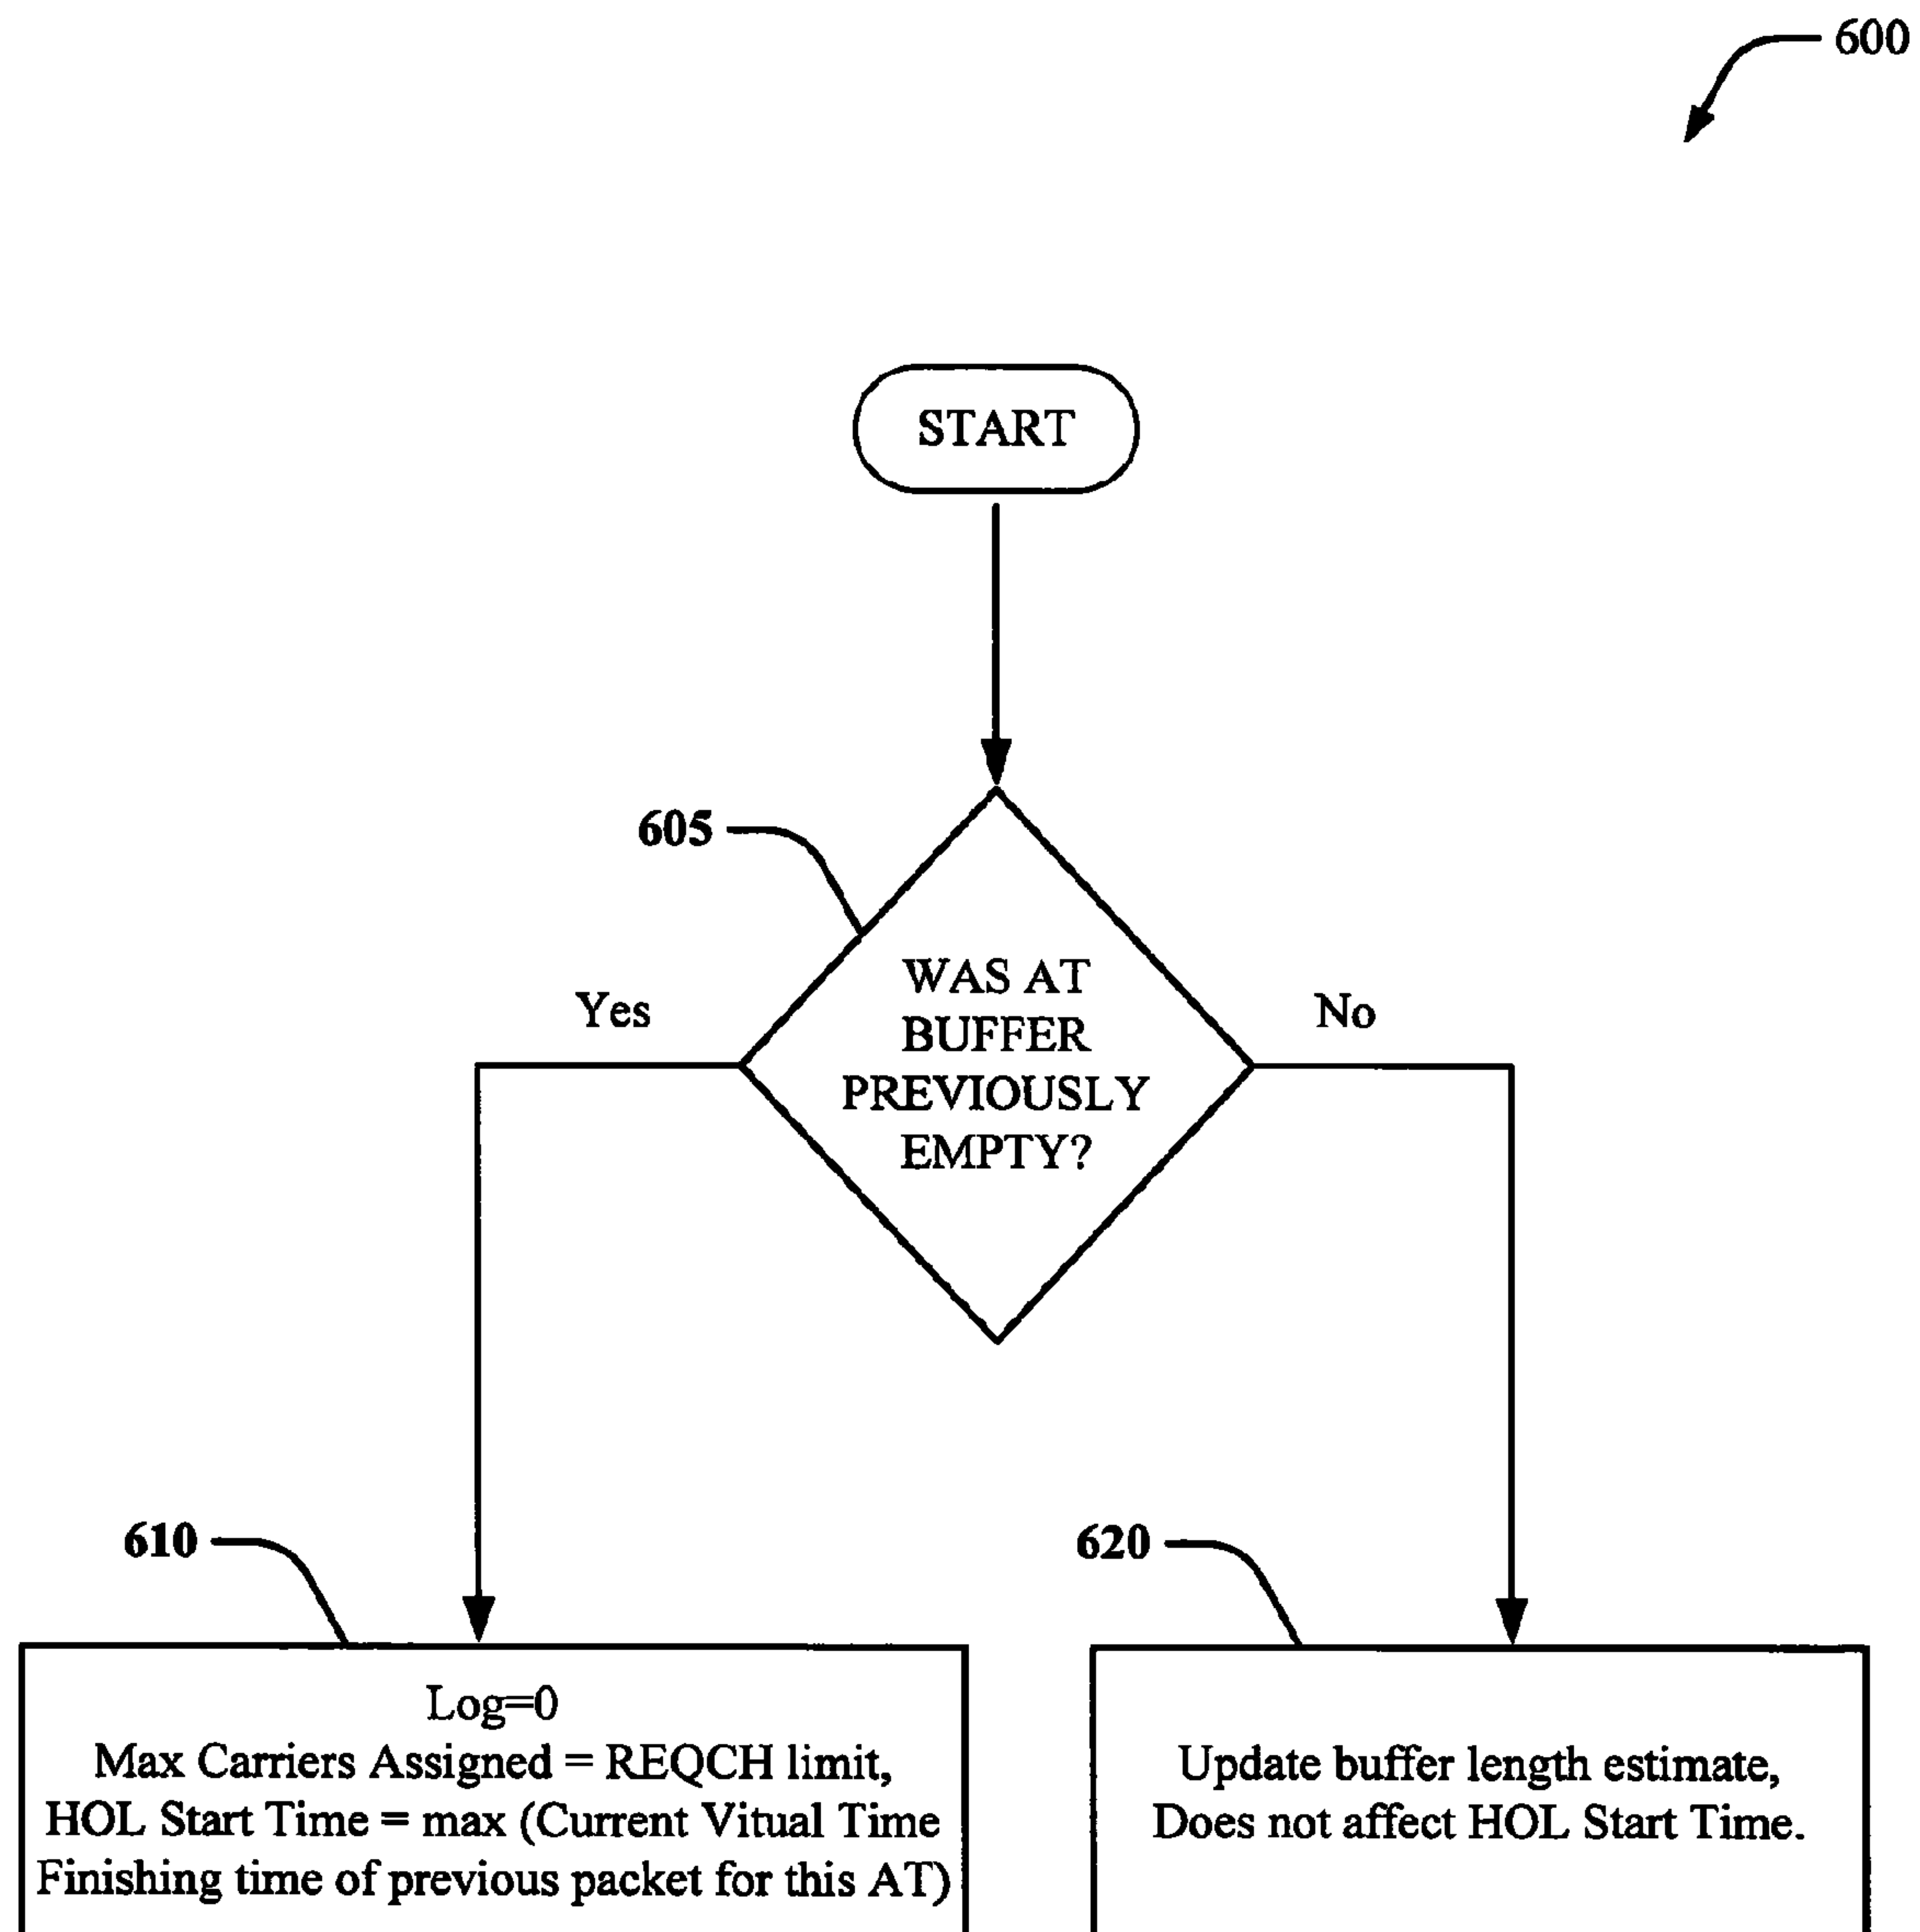 600
START
605
WAS AT
BUFFER
PREVIOUSLY
EMPTY?
Yes
No
610
620
Log=0
Max Carriers Assigned = REQCH limit,
HOL Start Time = max (Current Vitual Time
Finishing time of previous packet for this AT)
Update buffer length estimate,
Does not affect HOL Start Time.